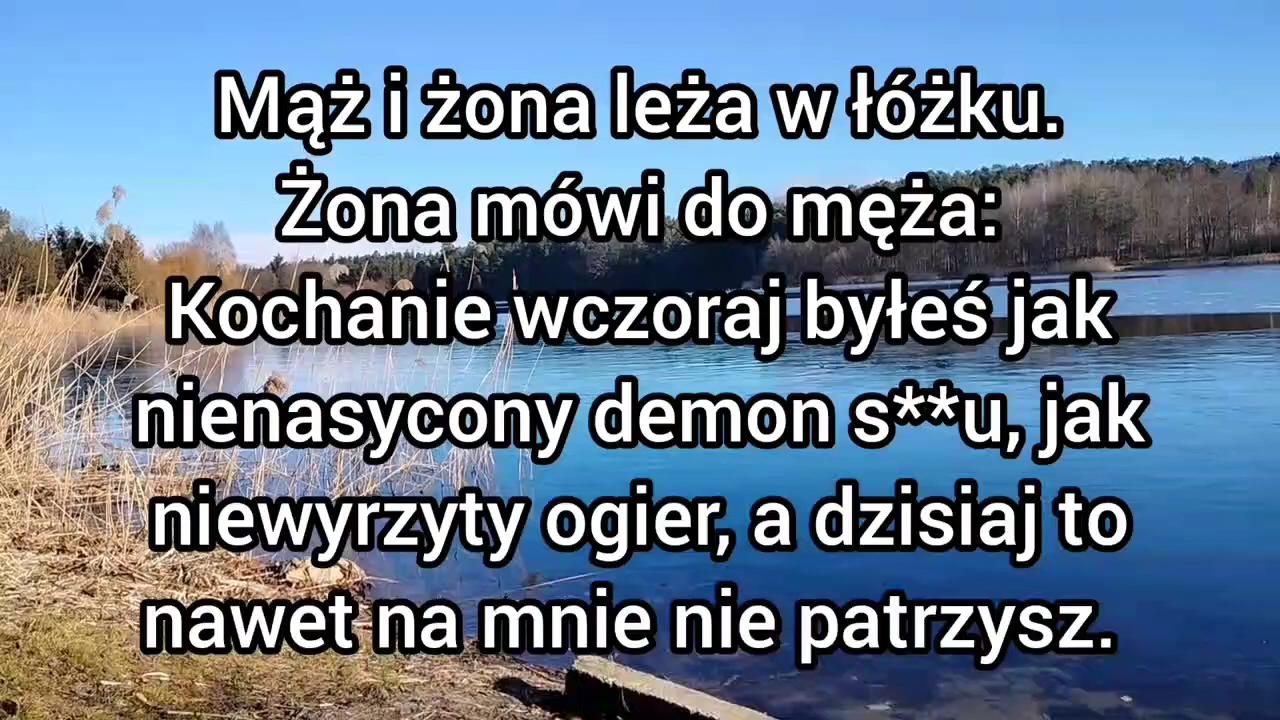 Mąż i żona leża w łóżku.
Żona mówi do męża:
Kochanie wczoraj byłeś jak
nienasycony demon s**u, jak
niewyrzyty ogier, a dzisiaj to
nawet na mnie nie patrzysz.